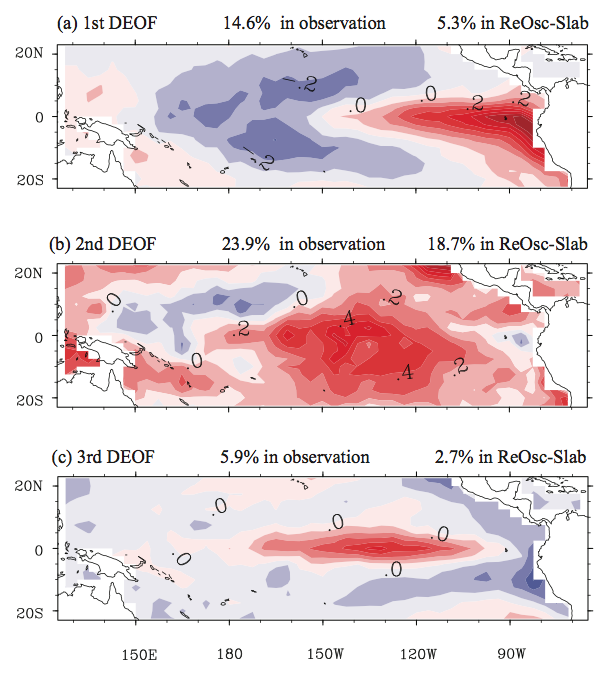 (a) 1st DEOF 14.6% in observation 5.3% in ReOsc-Slab
20N
0
20S
.2
.0
.0
.2
.2
.2
(b) 2nd DEOF 23.9% in observation 18.7% in ReOsc-Slab
20N
0
20S
.0
.0
.2
.4
.2
.0
.4
.2
(c) 3rd DEOF 5.9% in observation 2.7% in ReOsc-Slab
20N
0
20S
.0
.0
.0
.0
.0
150E 180 150W 120W 90W